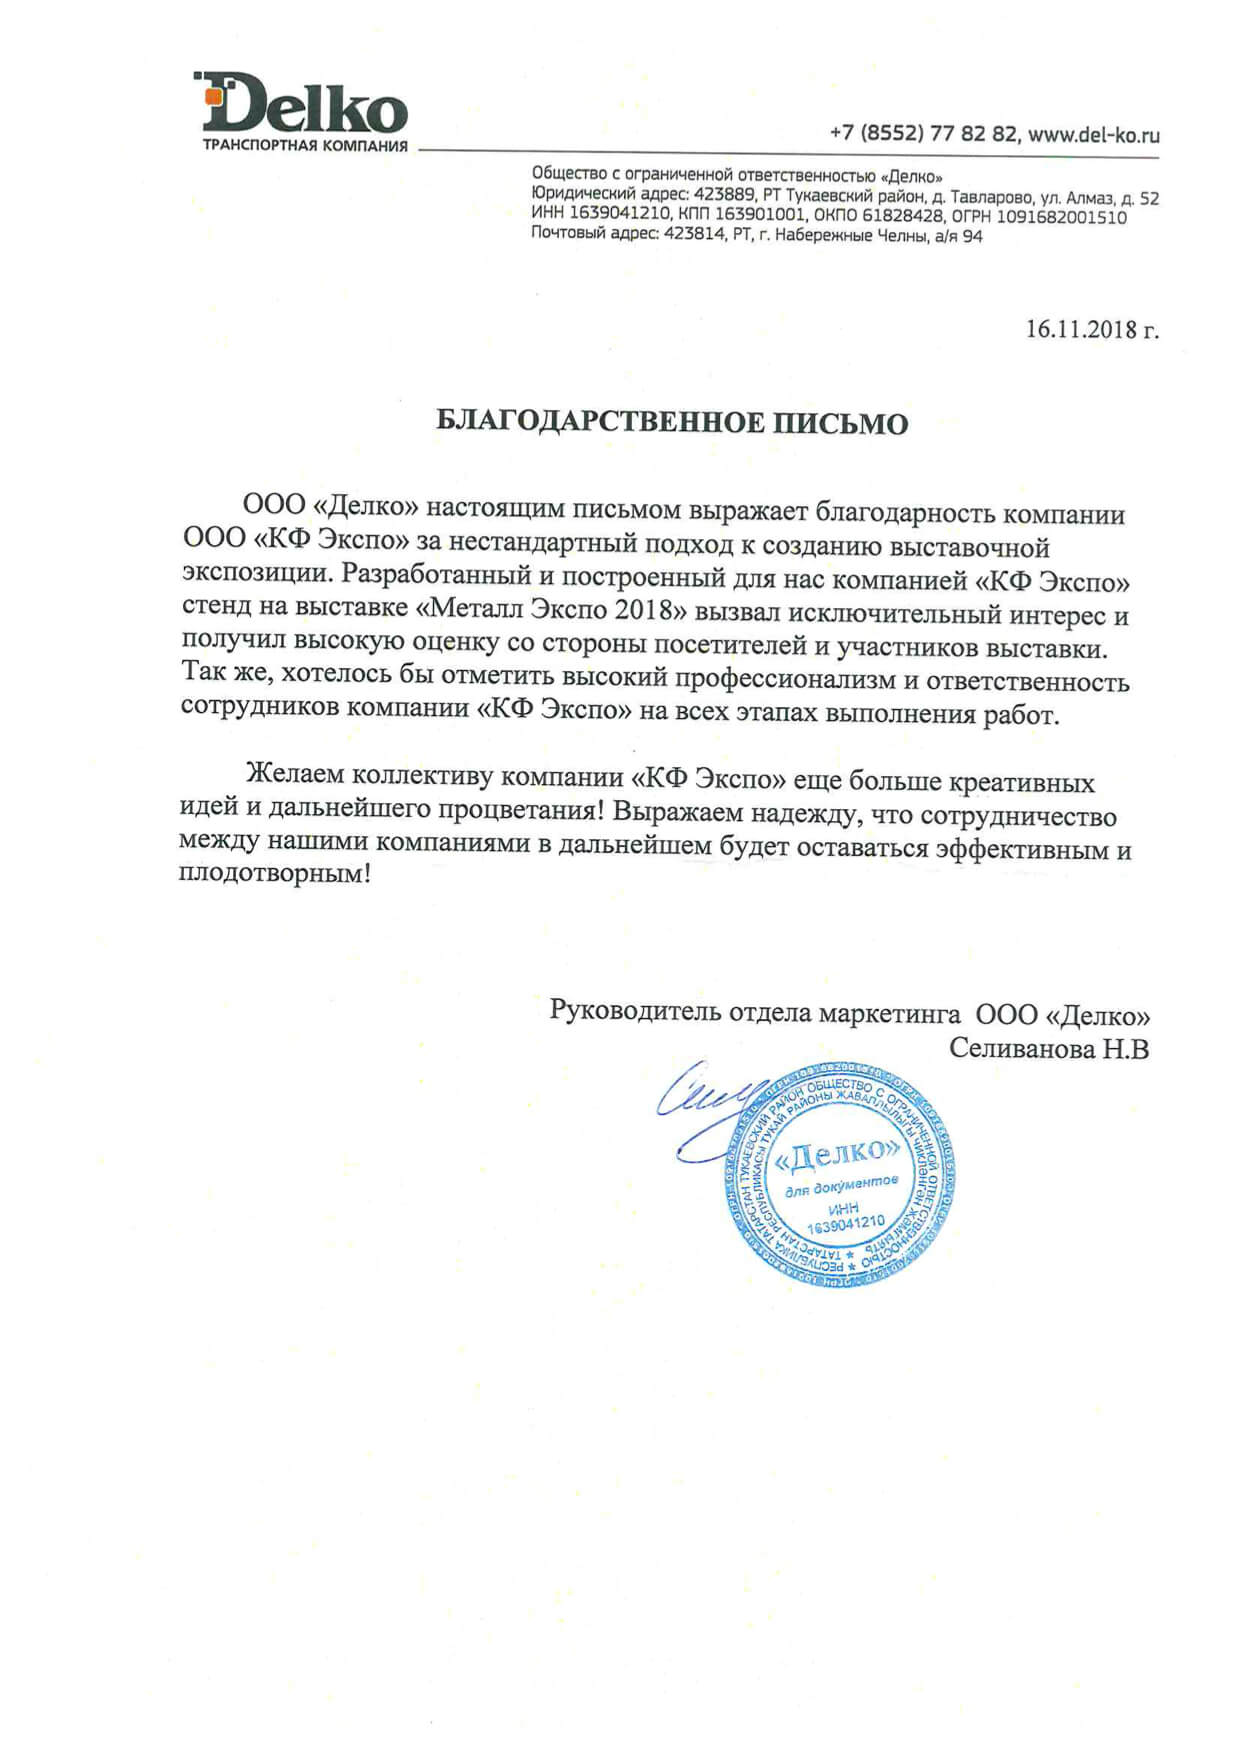 Delko
ТРАНСПОРТНАЯ КОМПАНИЯ
+7 (8552) 77 82 82, www.del-ko.ru
Общество с ограниченной ответственностью «Делко»
Юридический адрес: 423889, РТ Тукаевский район, д. Тавларово, ул. Алмаз, д. 52
ИНН 1639041210, КПП 163901001, ОКПО 61828428, ОГРН 1091682001510
Почтовый адрес: 423814, РТ, г. Набережные Челны, а/я 94
16.11.2018 г.
БЛАГОДАРСТВЕННОЕ ПИСЬМО
ООО «Делко» настоящим письмом выражает благодарность компании
ООО «КФ Экспо» за нестандартный подход к созданию выставочной
экспозиции. Разработанный и построенный для нас компанией «КФ Экспо»
стенд на выставке «Металл Экспо 2018» вызвал исключительный интерес и
получил высокую оценку со стороны посетителей и участников выставки.
Так же, хотелось бы отметить высокий профессионализм и ответственность
сотрудников компании «КФ Экспо» на всех этапах выполнения работ.
Желаем коллективу компании «КФ Экспо» еще больше креативных
идей и дальнейшего процветания! Выражаем надежду, что сотрудничество
между нашими компаниями в дальнейшем будет оставаться эффективным и
плодотворным!
Руководитель отдела маркетинга ООО «Делко»
Селиванова Н.В
РЕСПУБЛИКА ТАТАРСТАН ТУКАЕВСКИЙ РАЙОН ОБЩЕСТВО С ОГРАНИЧЕННОЙ ОТВЕТСТВЕННОСТЬЮ
ТАТАРСТАН РЕСПУБЛИКАСЫ ТУКАЙ РАЙОНЫ ҖАВАПЛЫЛЫГЫ ЧИКЛӘНГӘН ҖӘМГЫЯТЬ
«Делко»
для документов
ИНН
1639041210